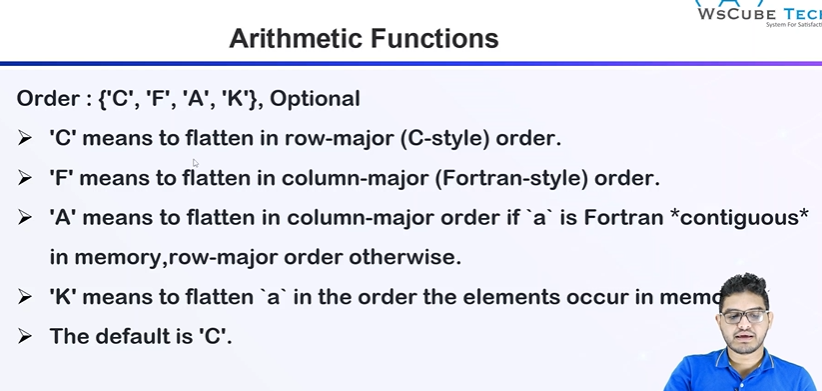 WsCube Tech
System For Satisfacti
Arithmetic Functions
Order : {'C', 'F', 'A', 'K'}, Optional
➢ 'C' means to flatten in row-major (C-style) order.
➢ 'F' means to flatten in column-major (Fortran-style) order.
➢ 'A' means to flatten in column-major order if `a` is Fortran *contiguous*
in memory,row-major order otherwise.
➢ 'K' means to flatten `a` in the order the elements occur in
➢ The default is 'C'.